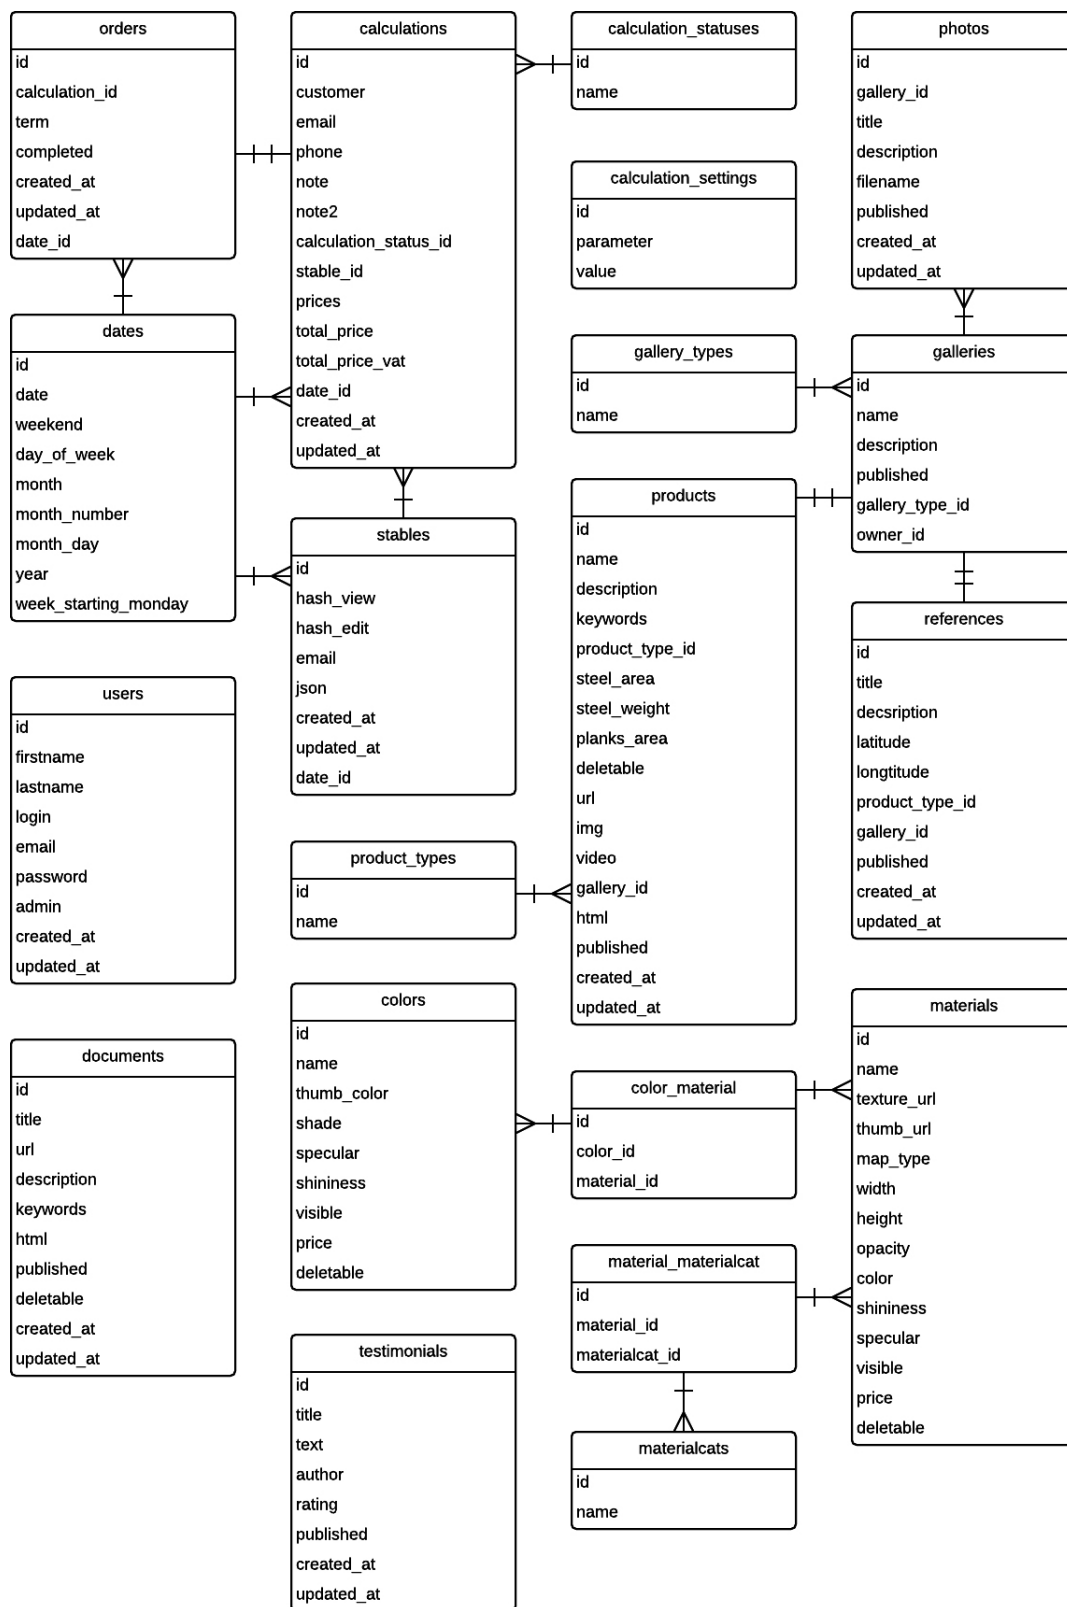 orders
id
calculation_id
term
completed
created_at
updated_at
date_id
dates
id
date
weekend
day_of_week
month
month_number
month_day
year
week_starting_monday
users
id
firstname
lastname
login
email
password
admin
created_at
updated_at
documents
id
title
url
description
keywords
html
published
deletable
created_at
updated_at
calculations
id
customer
email
phone
note
note2
calculation_status_id
stable_id
prices
total_price
total_price_vat
date_id
created_at
updated_at
stables
id
hash_view
hash_edit
email
json
created_at
updated_at
date_id
product_types
id
name
colors
id
name
thumb_color
shade
specular
shininess
visible
price
deletable
testimonials
id
title
text
author
rating
published
created_at
updated_at
calculation_statuses
id
name
calculation_settings
id
parameter
value
gallery_types
id
name
products
id
name
description
keywords
product_type_id
steel_area
steel_weight
planks_area
deletable
url
img
video
gallery_id
html
published
created_at
updated_at
color_material
id
color_id
material_id
material_materialcat
id
material_id
materialcat_id
materialcats
id
name
photos
id
gallery_id
title
description
filename
published
created_at
updated_at
galleries
id
name
description
published
gallery_type_id
owner_id
references
id
title
decsription
latitude
longtitude
product_type_id
gallery_id
published
created_at
updated_at
materials
id
name
texture_url
thumb_url
map_type
width
height
opacity
color
shininess
specular
visible
price
deletable